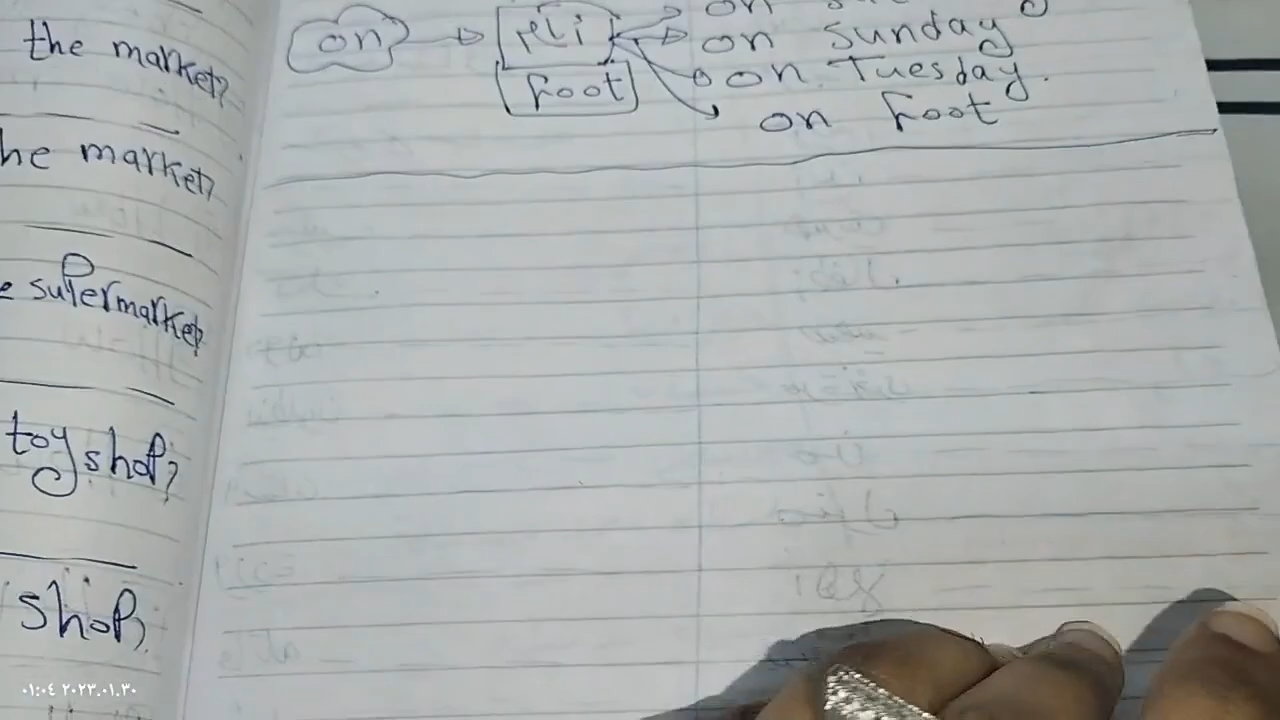 the market?
he market?
e supermarket?
toy shop?
shop?
on
foot
on
on sunday
on Tuesday.
on foot
٠١:٠٤ ٢٠٢٣.٠١.٣٠